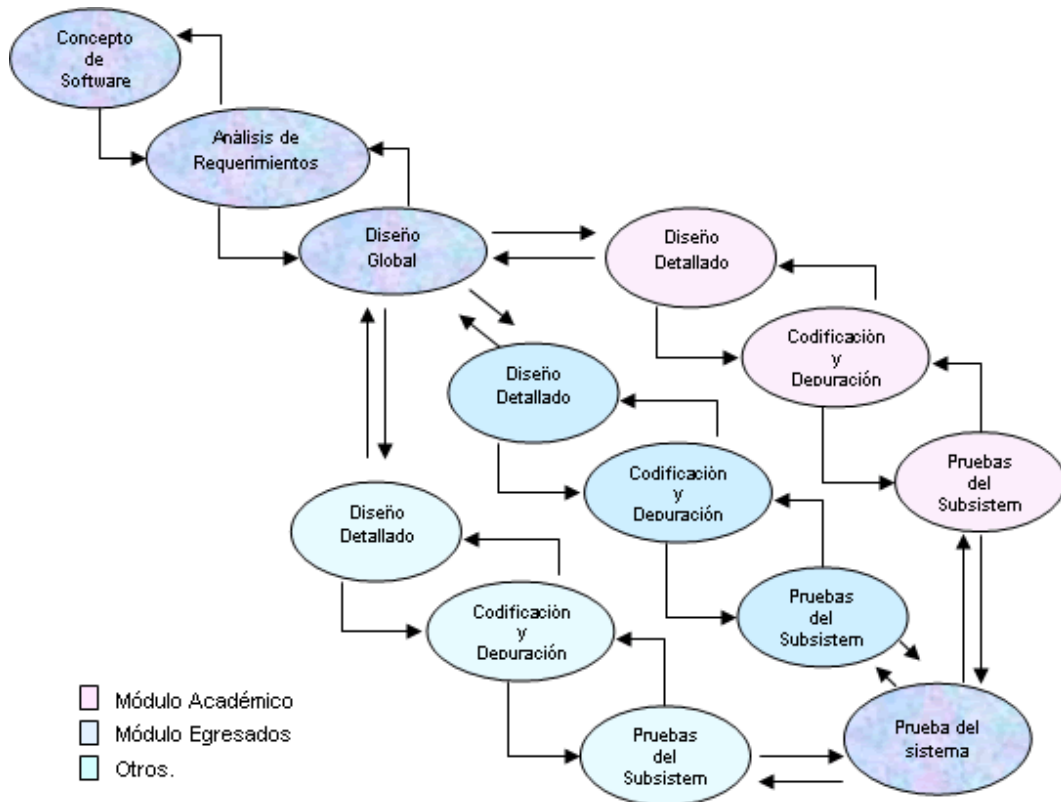 Concepto
de
Software
Análisis de
Requerimientos
Diseño
Global
Diseño
Detallado
Codificación
y
Depuración
Pruebas
del
Subsistem
Diseño
Detallado
Codificación
y
Depuración
Pruebas
del
Subsistem
Diseño
Detallado
Codificación
y
Depuración
Pruebas
del
Subsistem
Prueba del
sistema
Módulo Académico
Módulo Egresados
Otros.